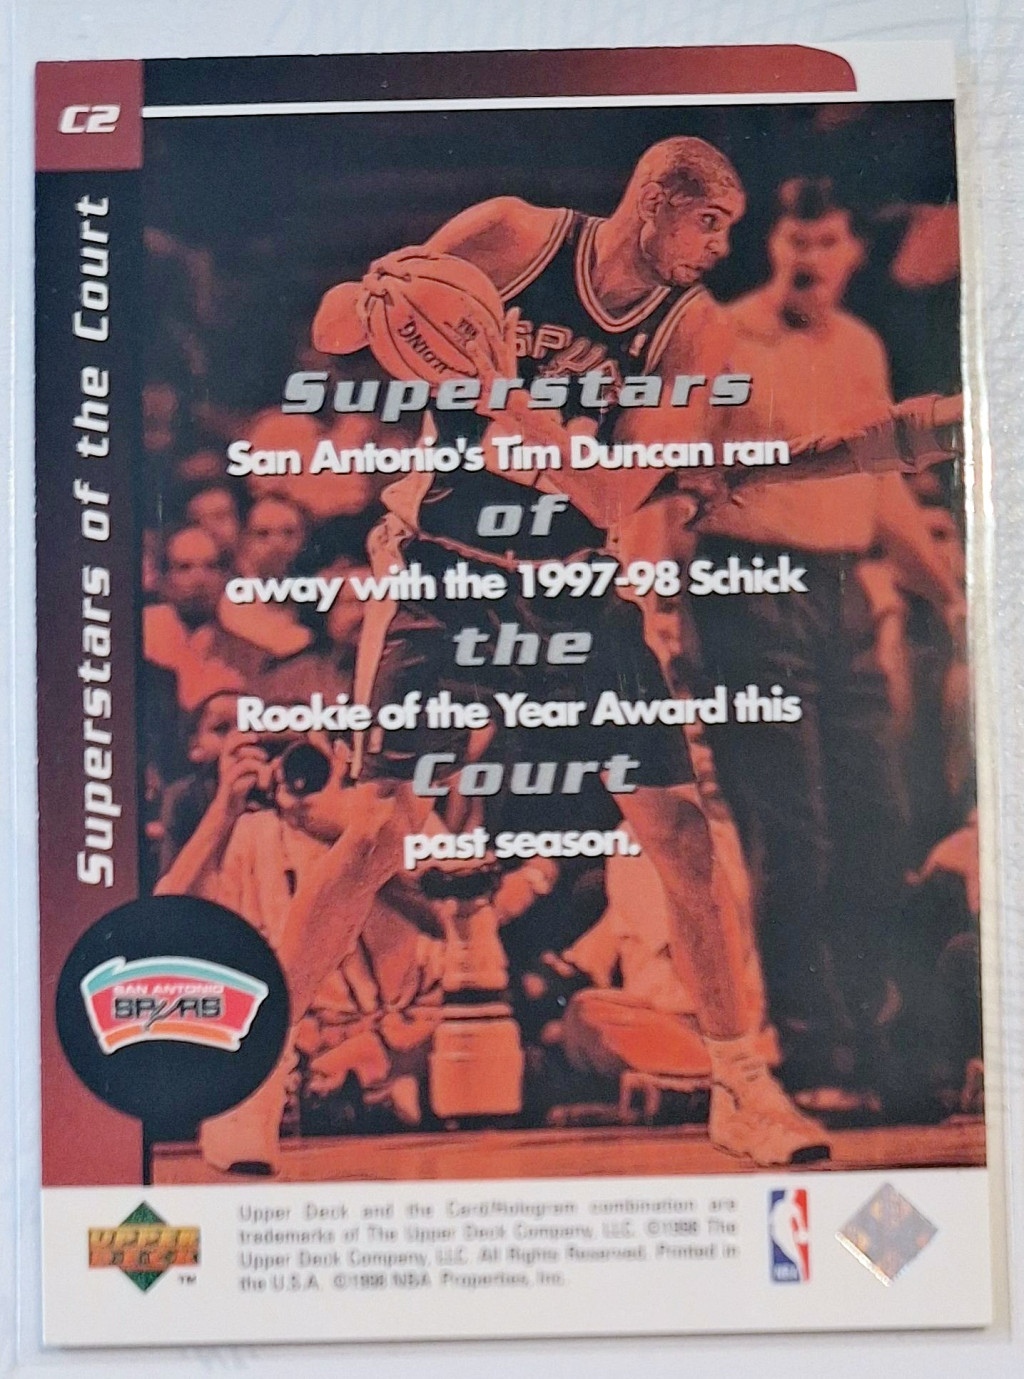 C2
Superstars of the Court
SPURS
Superstars
San Antonio's Tim Duncan ran
of
away with the 1997-98 Schick
the
Rookie of the Year Award this
Court
past season.
SAN ANTONIO
SPURS
UPPER
DECK
TM
Upper Deck and the Card/Hologram combination are
trademarks of The Upper Deck Company, LLC. ©1998 The
Upper Deck Company, LLC. All Rights Reserved. Printed in
the U.S.A. ©1998 NBA Properties, Inc.
NBA